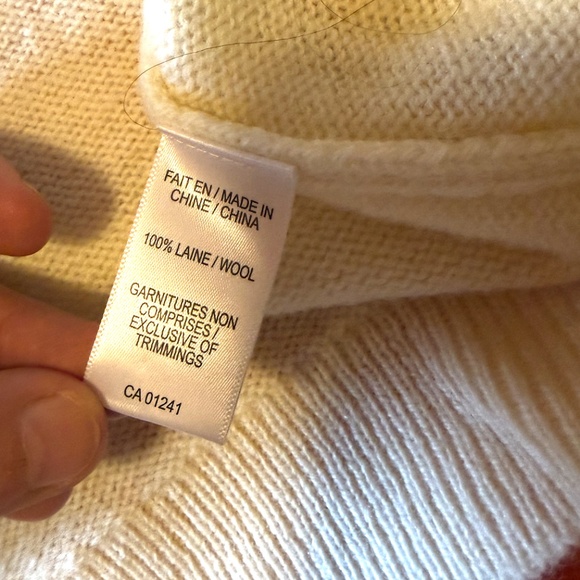 FAIT EN / MADE IN
CHINE / CHINA
100% LAINE / WOOL
GARNITURES NON
COMPRISES /
EXCLUSIVE OF
TRIMMINGS
CA 01241